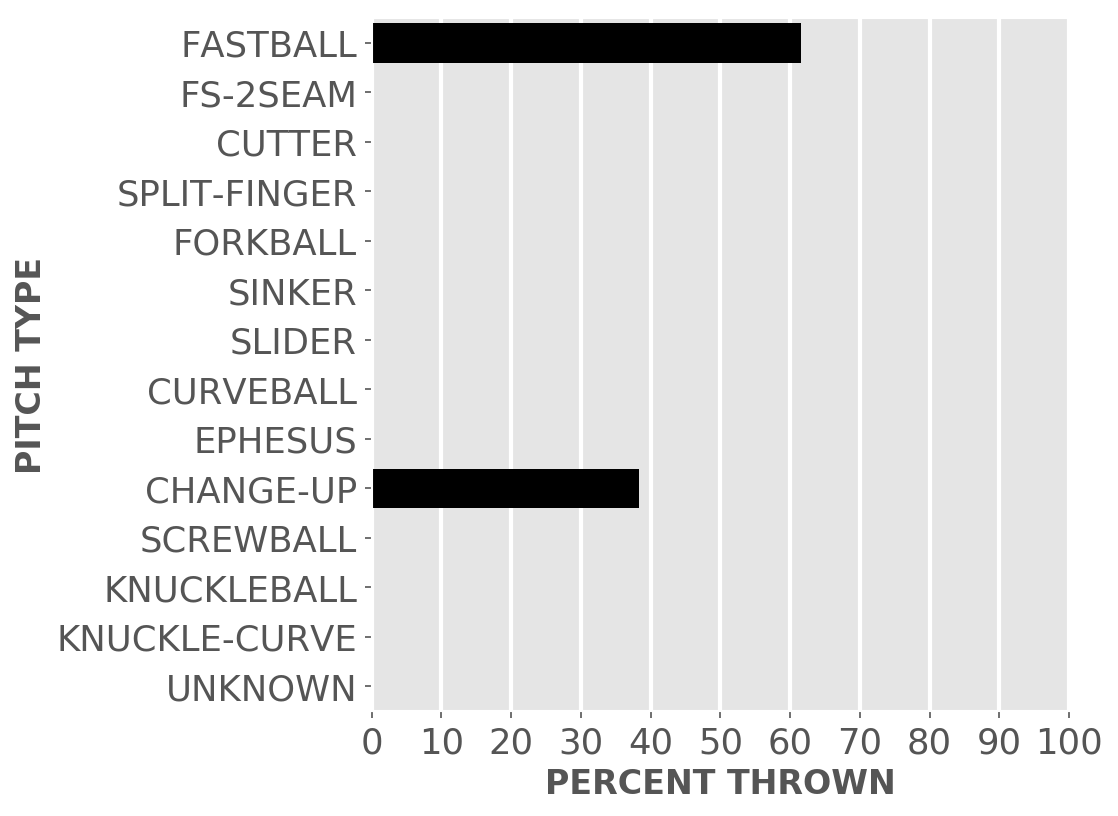 FASTBALL
FS-2SEAM
CUTTER
SPLIT-FINGER
FORKBALL
SINKER
SLIDER
CURVEBALL
EPHESUS
CHANGE-UP
SCREWBALL
KNUCKLEBALL
KNUCKLE-CURVE
UNKNOWN
PITCH TYPE
0 10 20 30 40 50 60 70 80 90 100
PERCENT THROWN